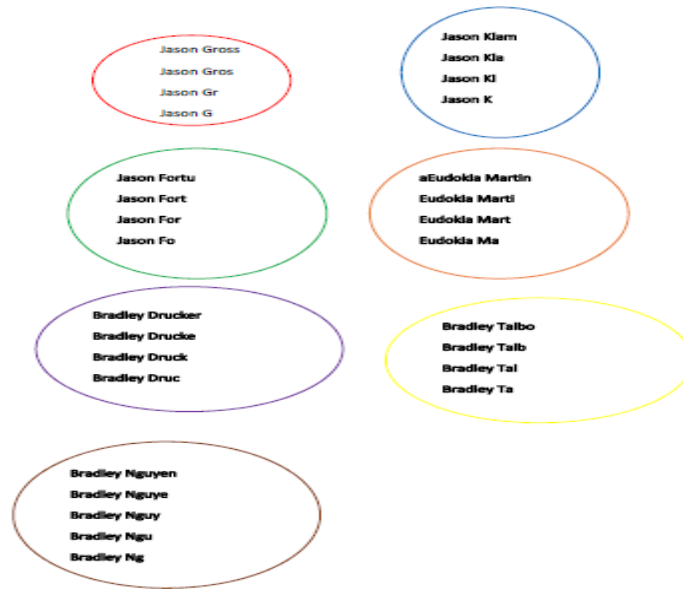 Jason Gross
Jason Gros
Jason Gr
Jason G
Jason Klam
Jason Kla
Jason Kl
Jason K
Jason Fortu
Jason Fort
Jason For
Jason Fo
aEudokia Martin
Eudokia Marti
Eudokia Mart
Eudokia Ma
Bradley Drucker
Bradley Drucke
Bradley Druck
Bradley Druc
Bradley Talbo
Bradley Talb
Bradley Tal
Bradley Ta
Bradley Nguyen
Bradley Nguye
Bradley Nguy
Bradley Ngu
Bradley Ng